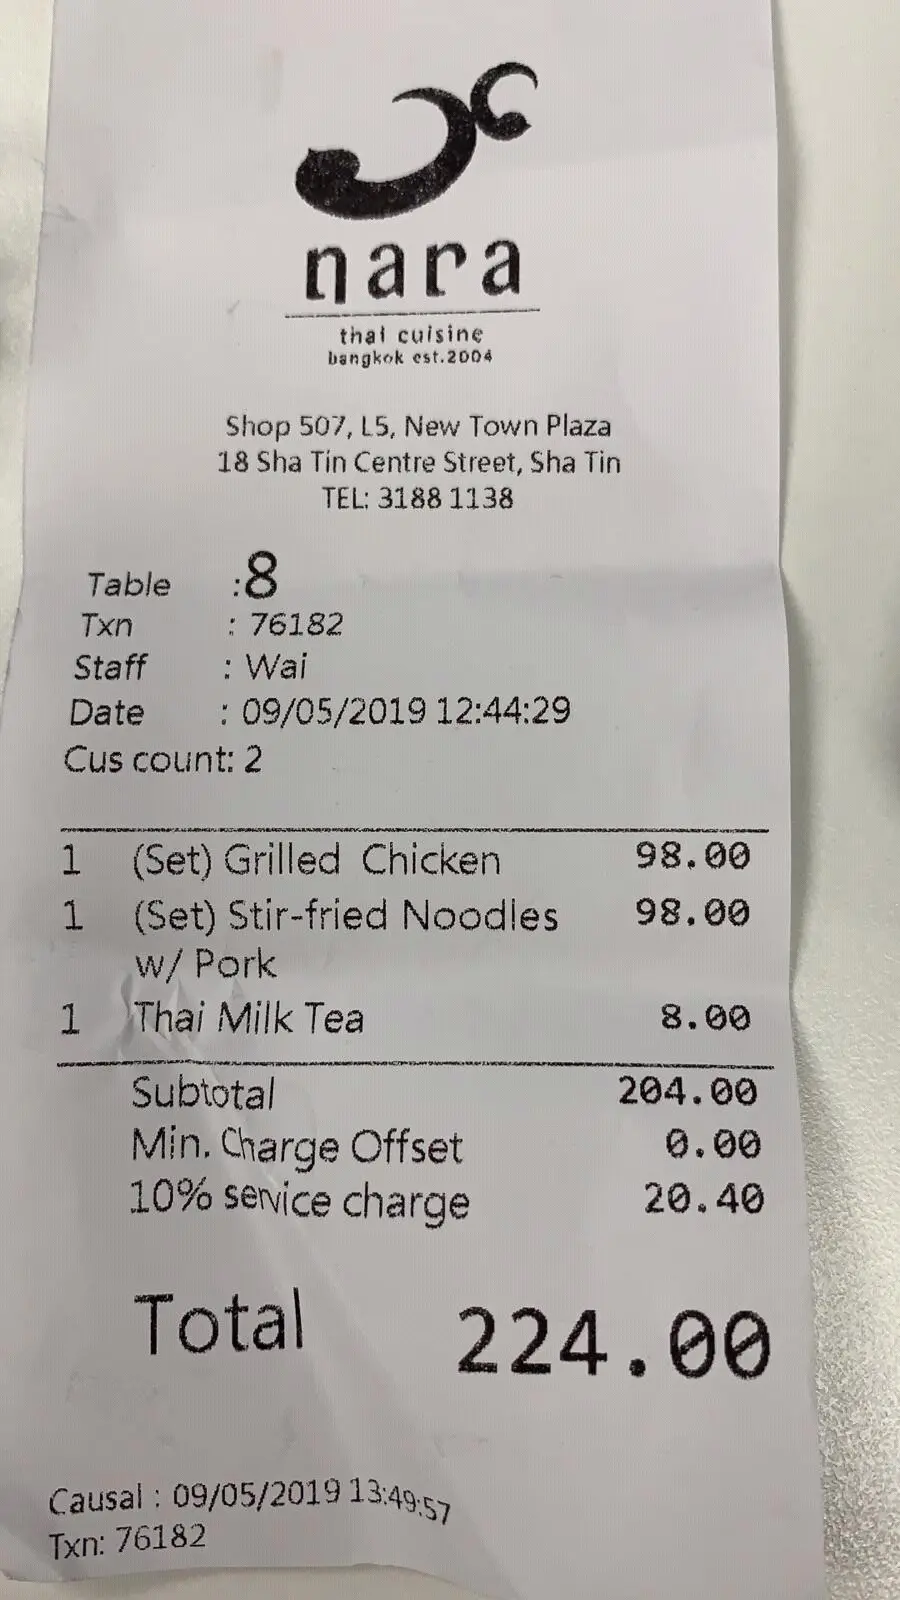 nara
thai cuisine
bangkok est.2004
Shop 507, L5, New Town Plaza
18 Sha Tin Centre Street, Sha Tin
TEL: 3188 1138
Table :8
Txn : 76182
Staff : Wai
Date : 09/05/2019 12:44:29
Cus count: 2
1 (Set) Grilled Chicken 98.00
1 (Set) Stir-fried Noodles 98.00
w/ Pork
1 Thai Milk Tea 8.00
Subtotal 204.00
Min. Charge Offset 0.00
10% service charge 20.40
Total 224.00
Causal : 09/05/2019 13:49:57
Txn: 76182